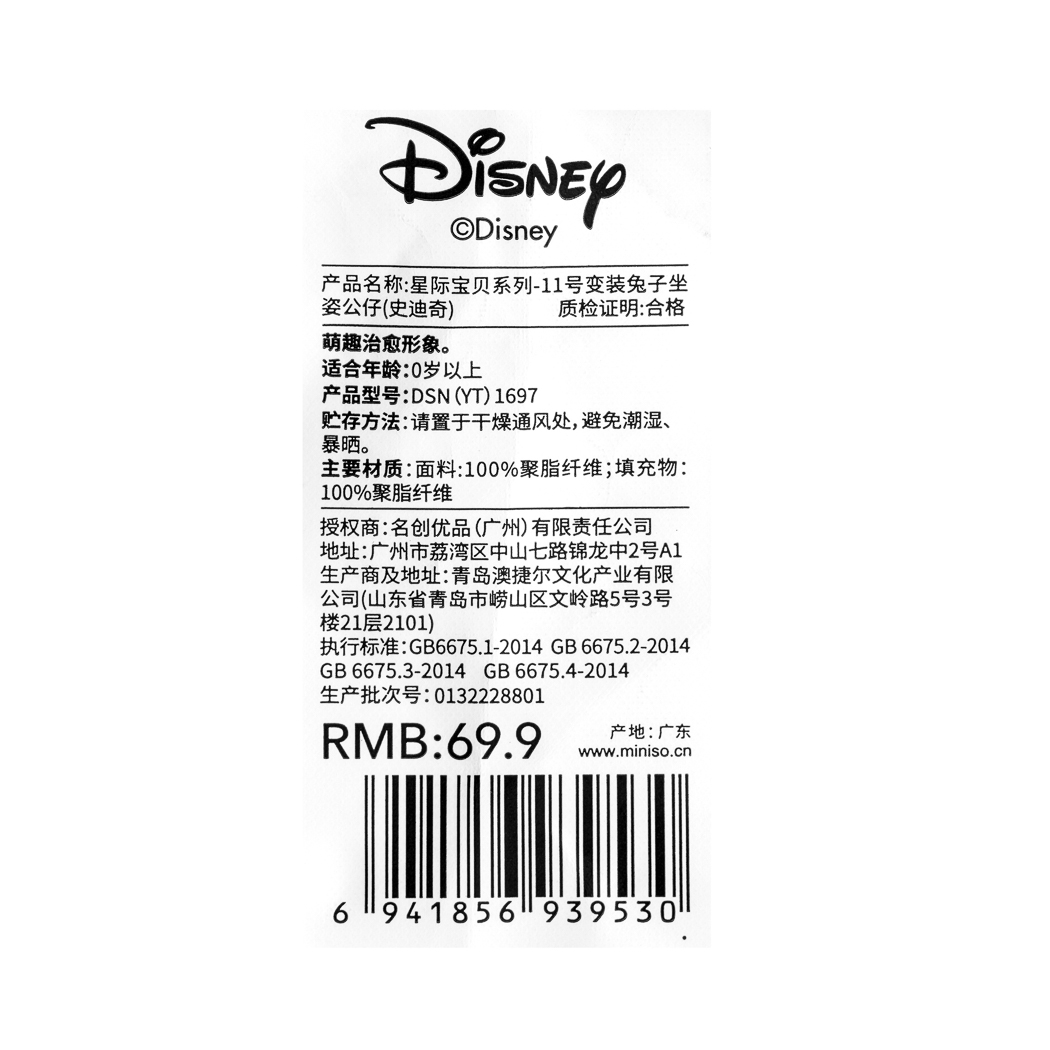 Disney
©Disney
产品名称:星际宝贝系列-11号变装兔子坐
姿公仔(史迪奇) 质检证明:合格
萌趣治愈形象。
适合年龄:0岁以上
产品型号:DSN(YT)1697
贮存方法:请置于干燥通风处,避免潮湿、
暴晒。
主要材质:面料:100%聚脂纤维;填充物:
100%聚脂纤维
授权商:名创优品(广州)有限责任公司
地址:广州市荔湾区中山七路锦龙中2号A1
生产商及地址:青岛澳捷尔文化产业有限
公司(山东省青岛市崂山区文岭路5号3号
楼21层2101)
执行标准:GB6675.1-2014 GB 6675.2-2014
GB 6675.3-2014 GB 6675.4-2014
生产批次号:0132228801
RMB:69.9 产地:广东
www.miniso.cn
6 941856 939530